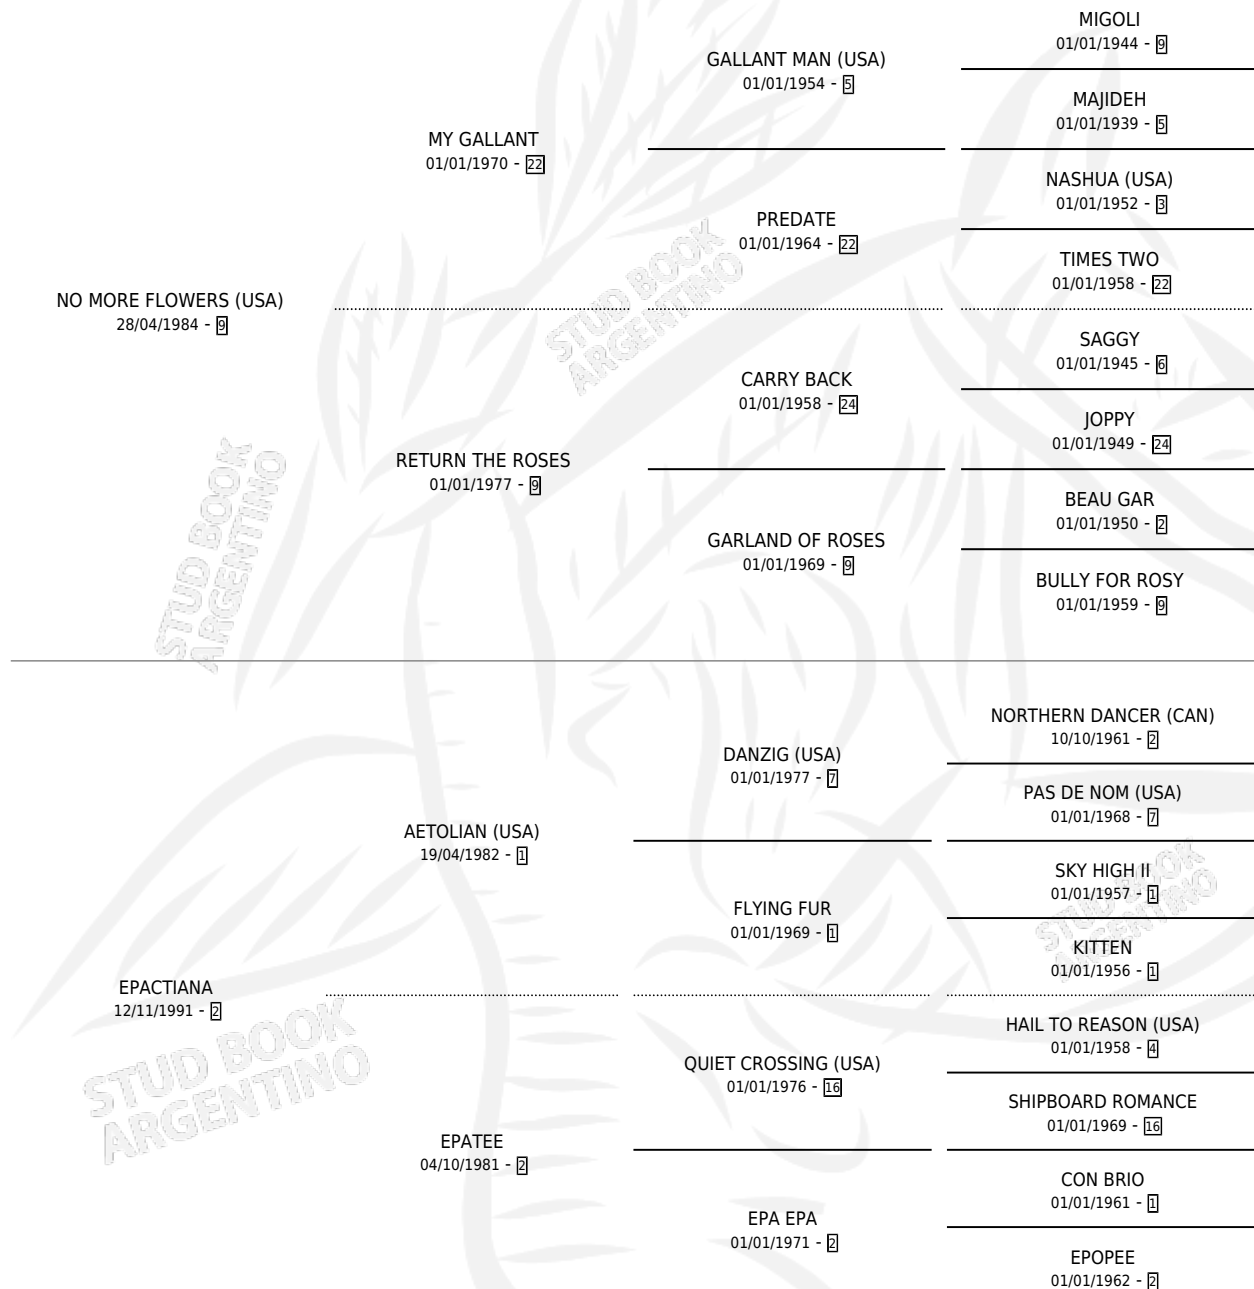 MIGOLI
01/01/1944 - 9
GALLANT MAN (USA)
01/01/1954 - 5
MAJIDEH
01/01/1939 - 5
MY GALLANT
01/01/1970 - 22
NASHUA (USA)
01/01/1952 - 3
PREDATE
01/01/1964 - 22
TIMES TWO
01/01/1958 - 22
NO MORE FLOWERS (USA)
28/04/1984 - 9
SAGGY
01/01/1945 - 6
CARRY BACK
01/01/1958 - 24
JOPPY
01/01/1949 - 24
RETURN THE ROSES
01/01/1977 - 9
BEAU GAR
01/01/1950 - 2
GARLAND OF ROSES
01/01/1969 - 9
BULLY FOR ROSY
01/01/1959 - 9
NORTHERN DANCER (CAN)
10/10/1961 - 2
DANZIG (USA)
01/01/1977 - 7
PAS DE NOM (USA)
01/01/1968 - 7
AETOLIAN (USA)
19/04/1982 - 1
SKY HIGH II
01/01/1957 - 1
FLYING FUR
01/01/1969 - 1
KITTEN
01/01/1956 - 1
EPACTIANA
12/11/1991 - 2
HAIL TO REASON (USA)
01/01/1958 - 4
QUIET CROSSING (USA)
01/01/1976 - 16
SHIPBOARD ROMANCE
01/01/1969 - 16
EPATEE
04/10/1981 - 2
CON BRIO
01/01/1961 - 1
EPA EPA
01/01/1971 - 2
EPOPEE
01/01/1962 - 2
STUD BOOK
ARGENTINO
STUD BOOK
ARGENTINO
STUD BOOK
ARGENTINO
STUD BOOK
ARGENTINO